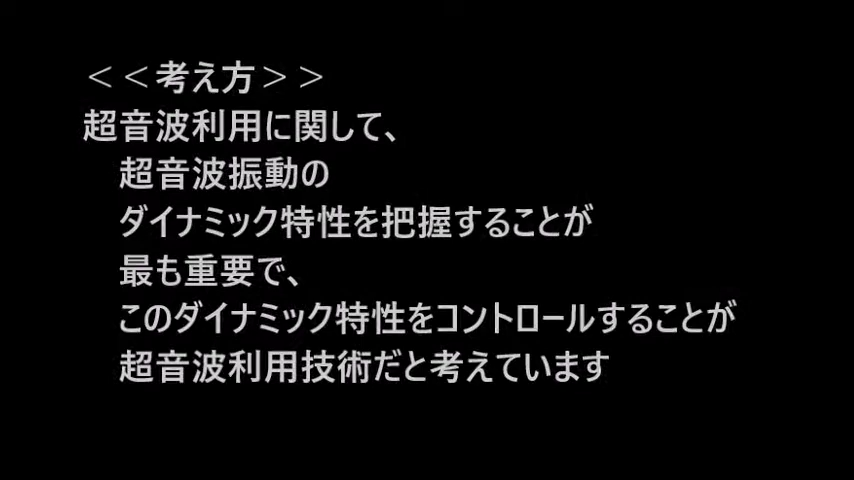 ＜＜考え方＞＞
超音波利用に関して、
超音波振動の
ダイナミック特性を把握することが
最も重要で、
このダイナミック特性をコントロールすることが
超音波利用技術だと考えています